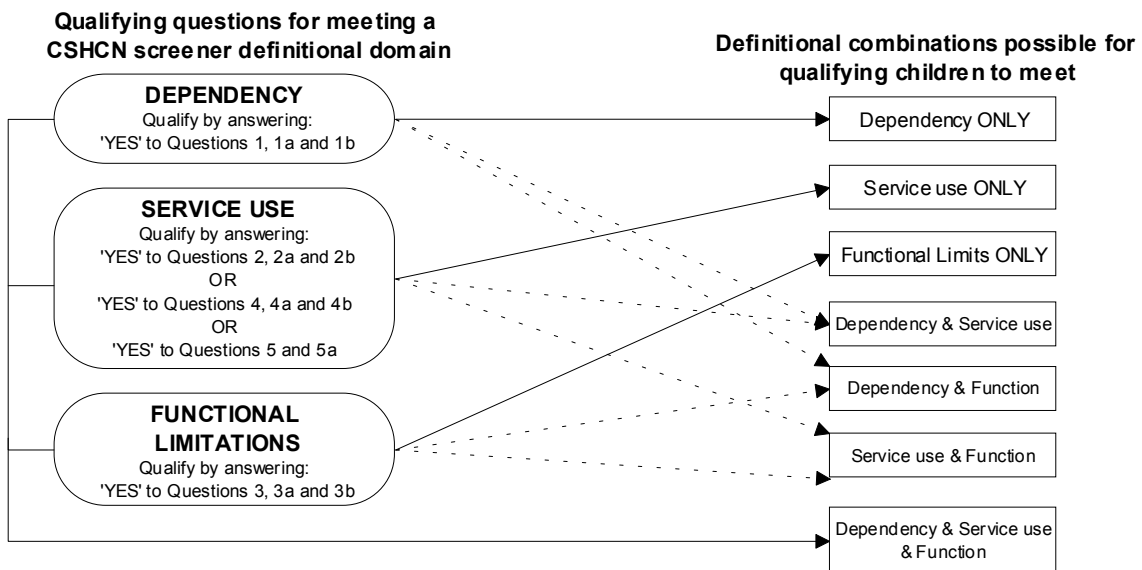 Qualifying questions for meeting a
CSHCN screener definitional domain
DEPENDENCY
Qualify by answering:
'YES' to Questions 1, 1a and 1b
SERVICE USE
Qualify by answering:
'YES' to Questions 2, 2a and 2b
OR
'YES' to Questions 4, 4a and 4b
OR
'YES' to Questions 5 and 5a
FUNCTIONAL
LIMITATIONS
Qualify by answering:
'YES' to Questions 3, 3a and 3b
Definitional combinations possible for
qualifying children to meet
Dependency ONLY
Service use ONLY
Functional Limits ONLY
Dependency & Service use
Dependency & Function
Service use & Function
Dependency & Service use
& Function